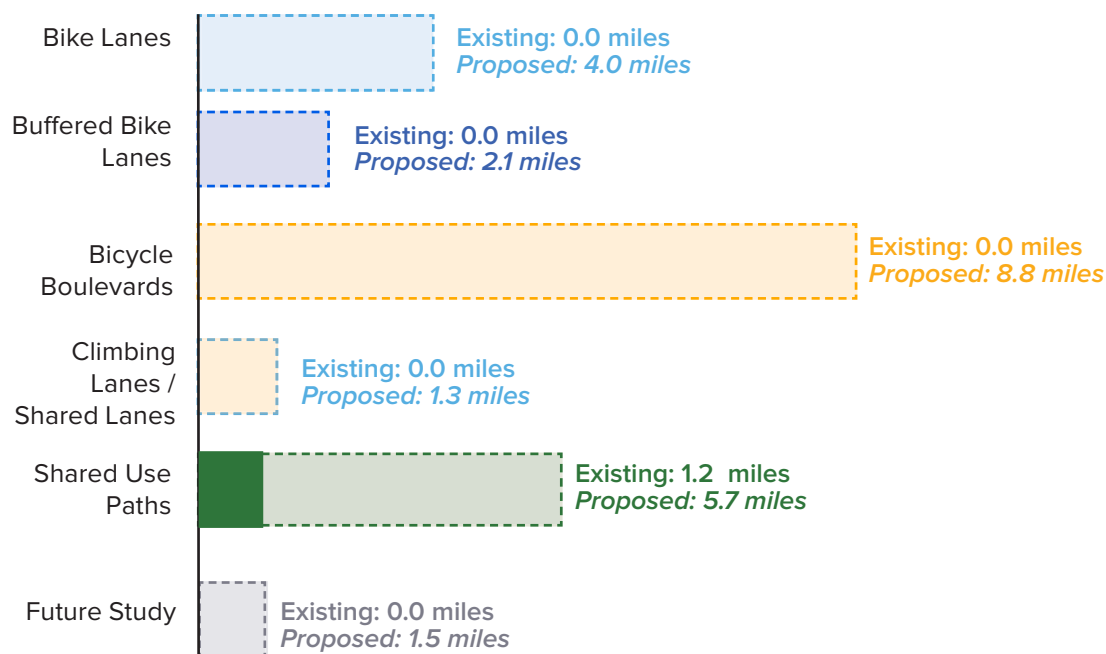 Bike Lanes
Existing: 0.0 miles
Proposed: 4.0 miles
Buffered Bike
Lanes
Existing: 0.0 miles
Proposed: 2.1 miles
Bicycle
Boulevards
Existing: 0.0 miles
Proposed: 8.8 miles
Climbing
Lanes /
Shared Lanes
Existing: 0.0 miles
Proposed: 1.3 miles
Shared Use
Paths
Existing: 1.2 miles
Proposed: 5.7 miles
Future Study
Existing: 0.0 miles
Proposed: 1.5 miles